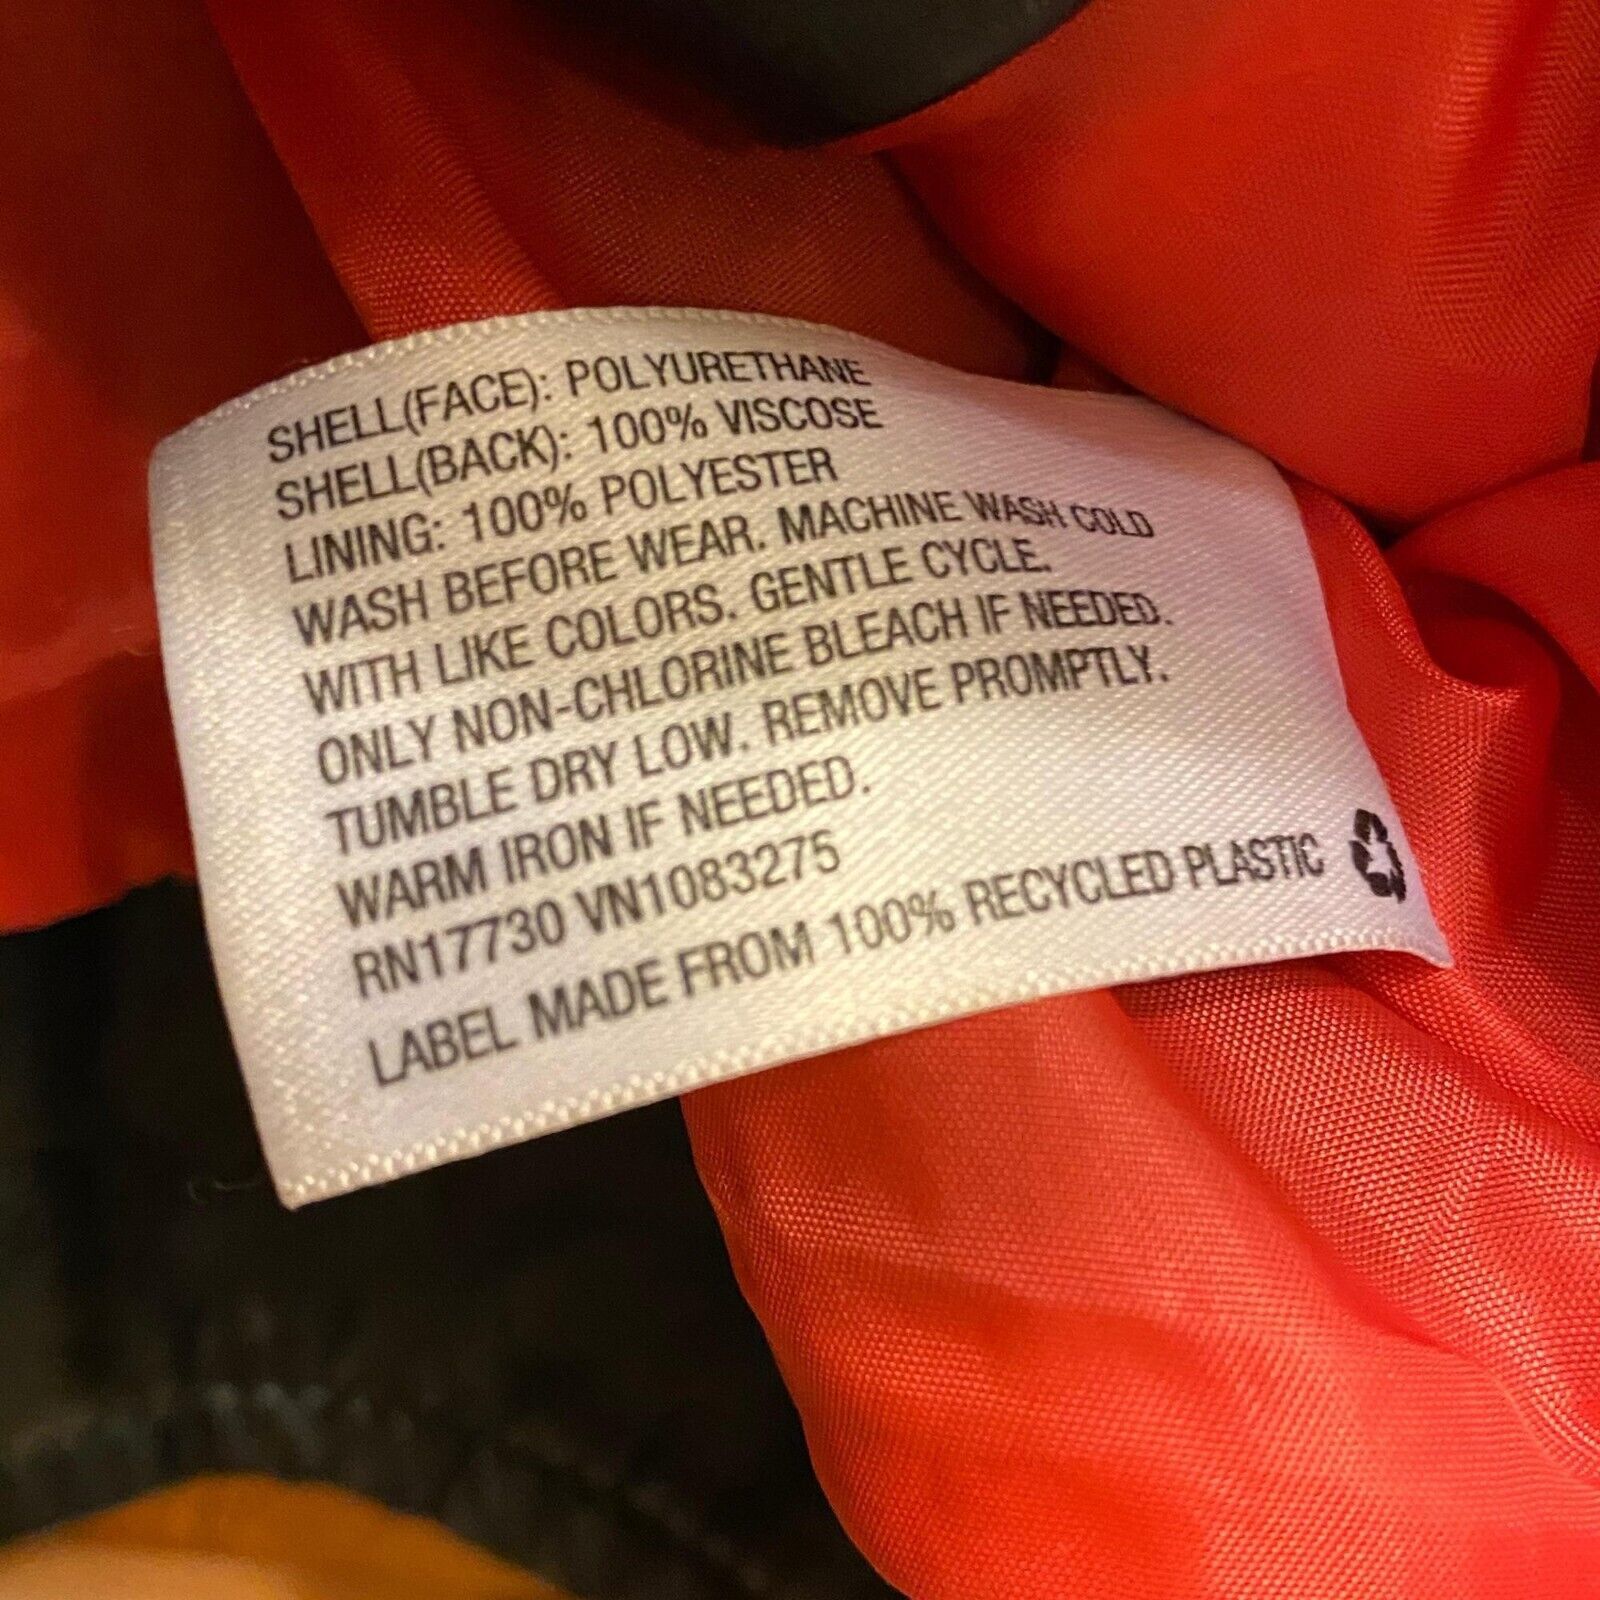 SHELL(FACE): POLYURETHANE
SHELL(BACK): 100% VISCOSE
LINING: 100% POLYESTER
WASH BEFORE WEAR. MACHINE WASH COLD
WITH LIKE COLORS. GENTLE CYCLE.
ONLY NON-CHLORINE BLEACH IF NEEDED.
TUMBLE DRY LOW. REMOVE PROMPTLY.
WARM IRON IF NEEDED.
RN17730 VN1083275
LABEL MADE FROM 100% RECYCLED PLASTIC